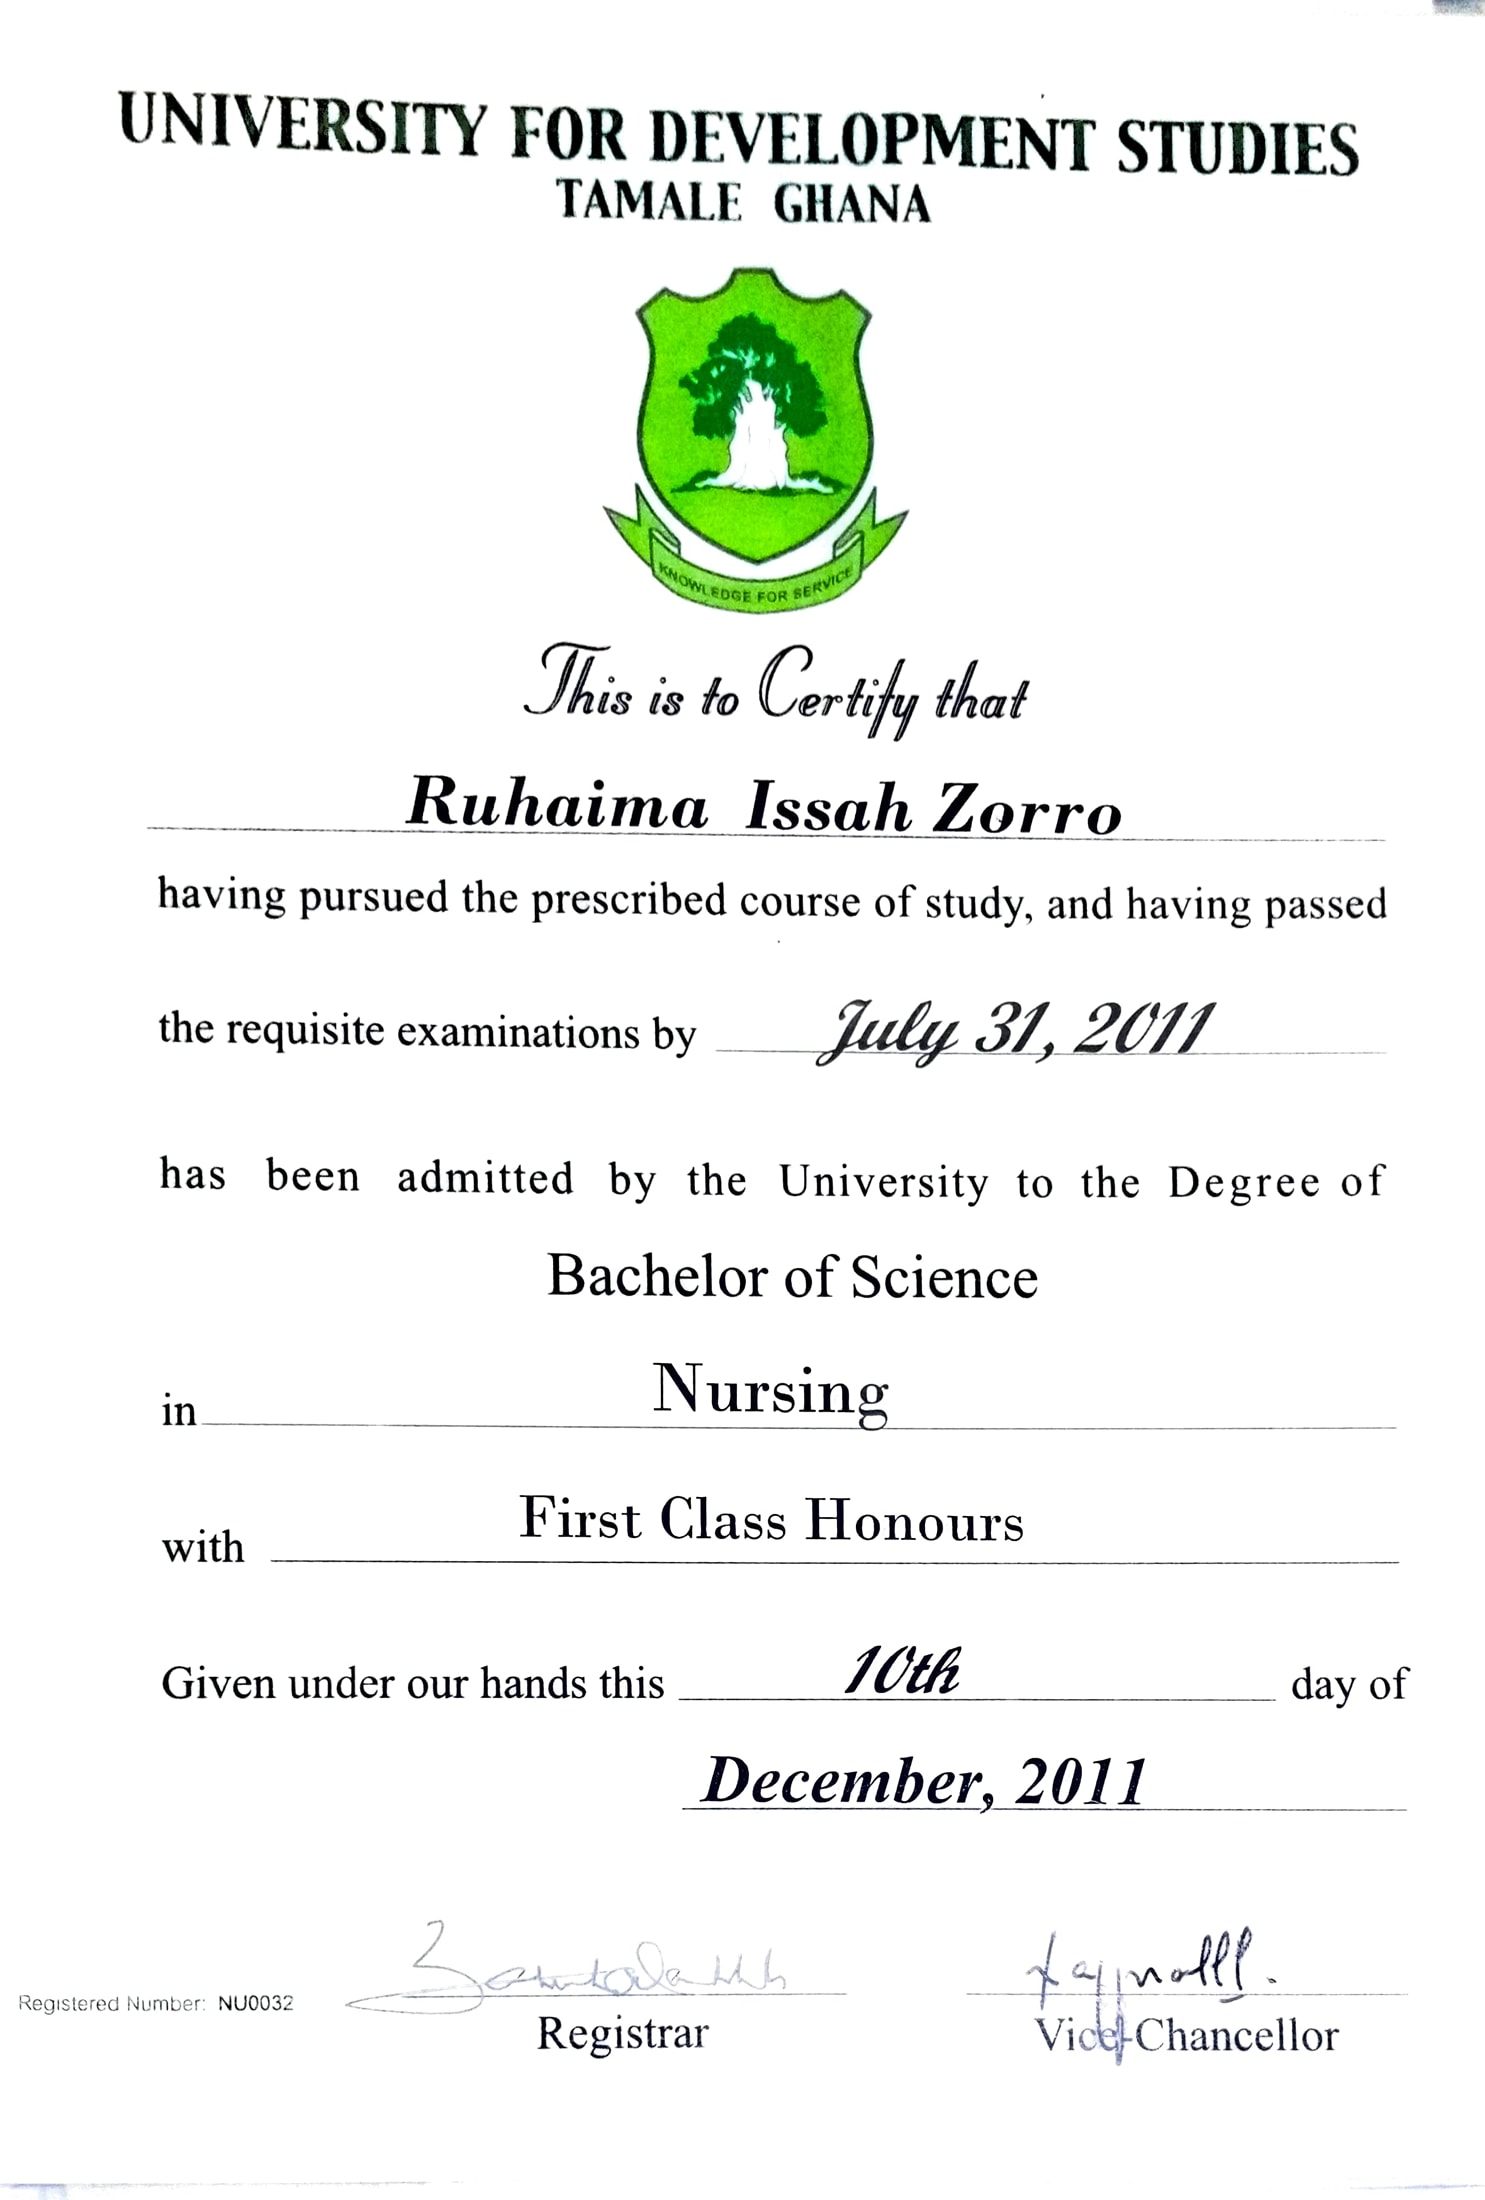 UNIVERSITY FOR DEVELOPMENT STUDIES
TAMALE GHANA
KNOWLEDGE FOR SERVICE
This is to Certify that
Ruhaima Issah Zorro
having pursued the prescribed course of study, and having passed
the requisite examinations by July 31, 2011
has been admitted by the University to the Degree of
Bachelor of Science
in Nursing
with First Class Honours
Given under our hands this 10th day of
December, 2011
Registered Number: NU0032
Registrar
Vice-Chancellor